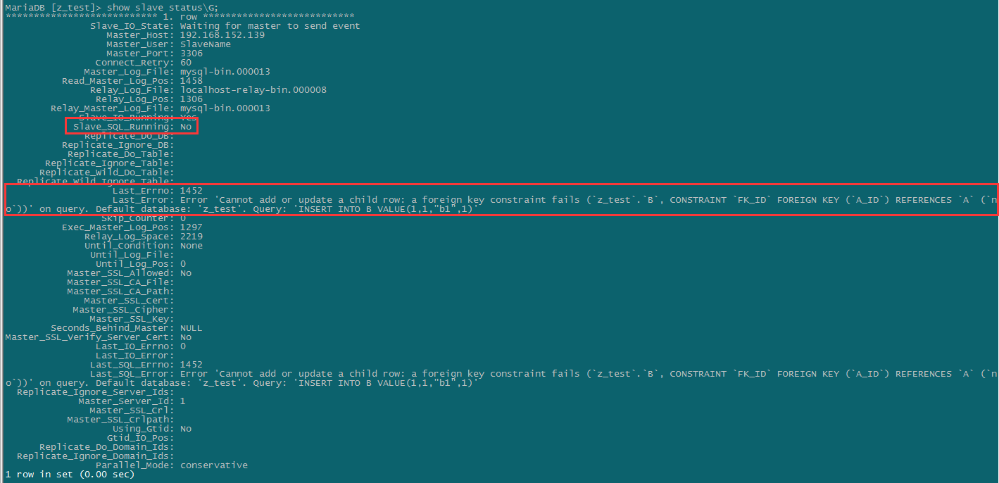 MariaDB [z_test]> show slave status\G;
*************************** 1. row ***************************
Slave_IO_State: Waiting for master to send event
Master_Host: 192.168.152.139
Master_User: SlaveName
Master_Port: 3306
Connect_Retry: 60
Master_Log_File: mysql-bin.000013
Read_Master_Log_Pos: 1458
Relay_Log_File: localhost-relay-bin.000008
Relay_Log_Pos: 1306
Relay_Master_Log_File: mysql-bin.000013
Slave_IO_Running: Yes
Slave_SQL_Running: No
Replicate_Do_DB:
Replicate_Ignore_DB:
Replicate_Do_Table:
Replicate_Ignore_Table:
Replicate_Wild_Do_Table:
Replicate_Wild_Ignore_Table:
Last_Errno: 1452
Last_Error: Error 'Cannot add or update a child row: a foreign key constraint fails (`z_test`.`B`, CONSTRAINT `FK_ID` FOREIGN KEY (`A_ID`) REFERENCES `A` (`n
o`))' on query. Default database: 'z_test'. Query: 'INSERT INTO B VALUE(1,1,"b1",1)'
Skip_Counter: 0
Exec_Master_Log_Pos: 1297
Relay_Log_Space: 2219
Until_Condition: None
Until_Log_File:
Until_Log_Pos: 0
Master_SSL_Allowed: No
Master_SSL_CA_File:
Master_SSL_CA_Path:
Master_SSL_Cert:
Master_SSL_Cipher:
Master_SSL_Key:
Seconds_Behind_Master: NULL
Master_SSL_Verify_Server_Cert: No
Last_IO_Errno: 0
Last_IO_Error:
Last_SQL_Errno: 1452
Last_SQL_Error: Error 'Cannot add or update a child row: a foreign key constraint fails (`z_test`.`B`, CONSTRAINT `FK_ID` FOREIGN KEY (`A_ID`) REFERENCES `A` (`n
o`))' on query. Default database: 'z_test'. Query: 'INSERT INTO B VALUE(1,1,"b1",1)'
Replicate_Ignore_Server_Ids:
Master_Server_Id: 1
Master_SSL_Crl:
Master_SSL_Crlpath:
Using_Gtid: No
Gtid_IO_Pos:
Replicate_Do_Domain_Ids:
Replicate_Ignore_Domain_Ids:
Parallel_Mode: conservative
1 row in set (0.00 sec)